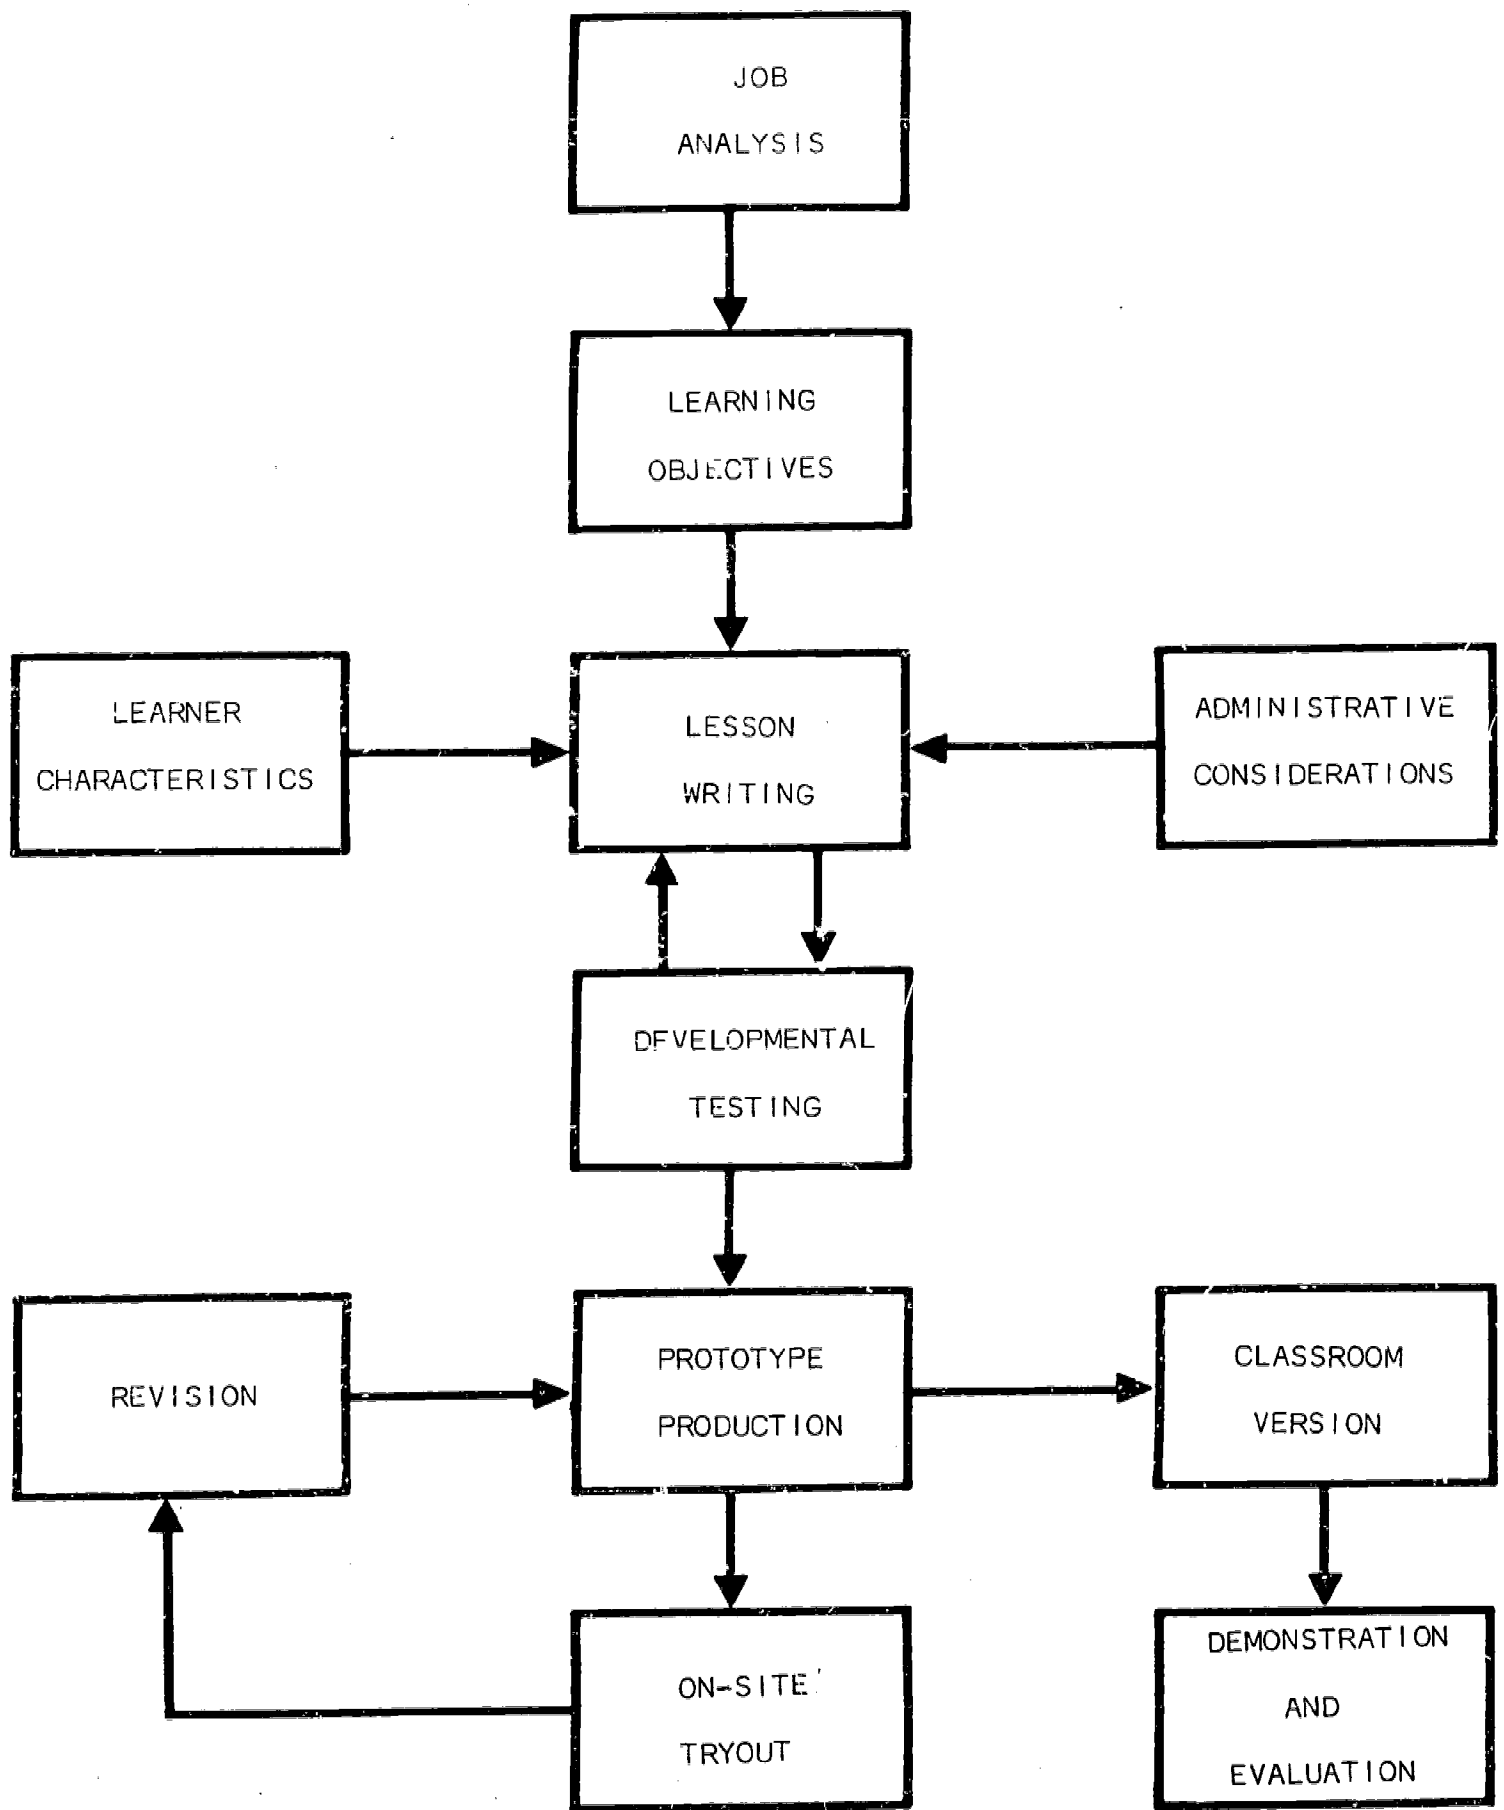 JOB
ANALYSIS
LEARNING
OBJECTIVES
LEARNER
CHARACTERISTICS
LESSON
WRITING
ADMINISTRATIVE
CONSIDERATIONS
DEVELOPMENTAL
TESTING
REVISION
PROTOTYPE
PRODUCTION
CLASSROOM
VERSION
ON-SITE
TRYOUT
DEMONSTRATION
AND
EVALUATION